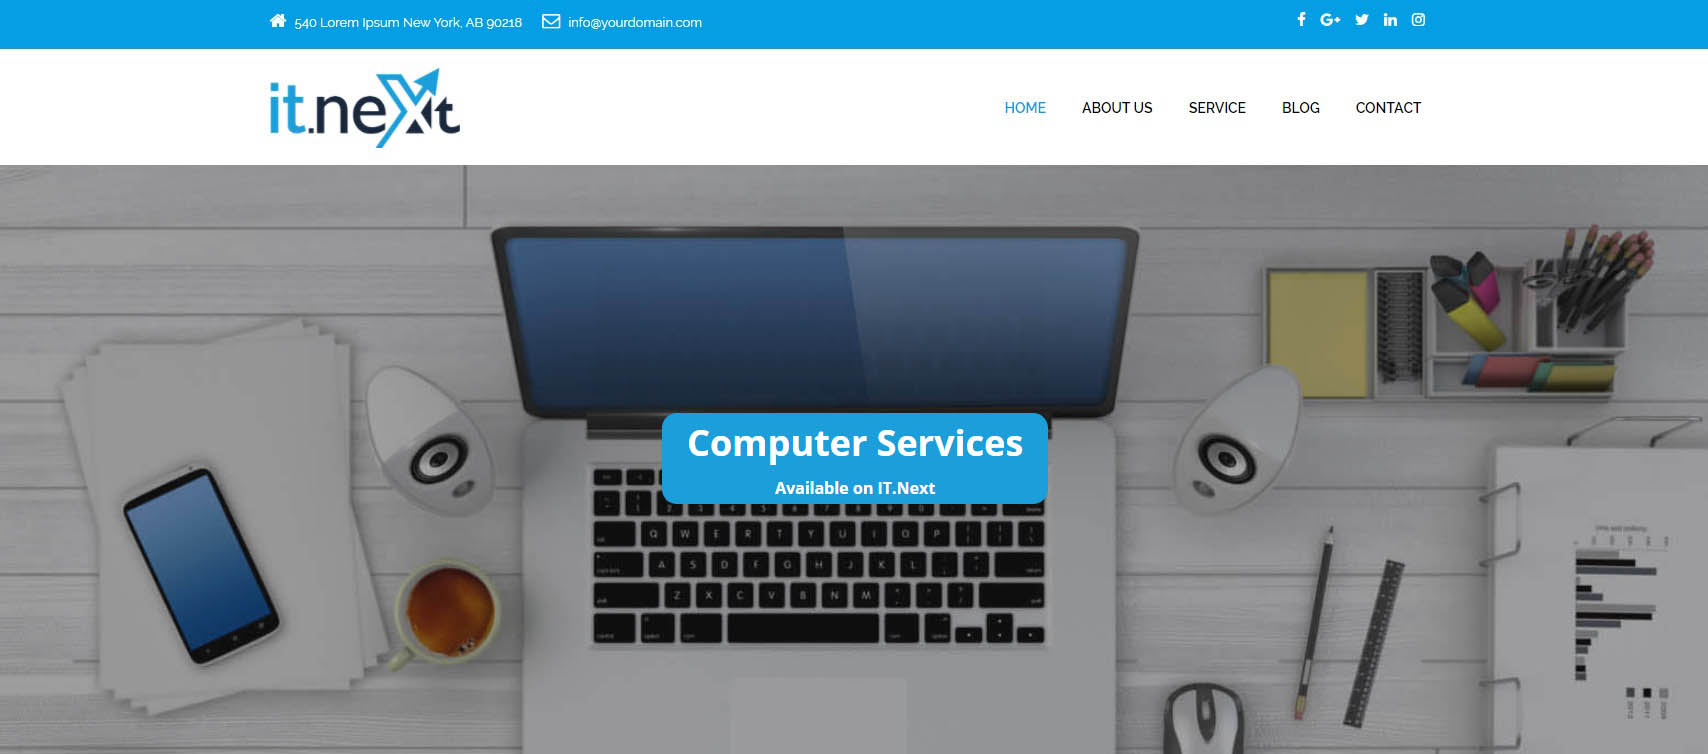 540 Lorem Ipsum New York, AB 90218 info@yourdomain.com
it.next
HOME ABOUT US SERVICE BLOG CONTACT
Computer Services
Available on IT.Next
Q W E R T Y U I O P
A S D F G H J K L
Z X C V B N M